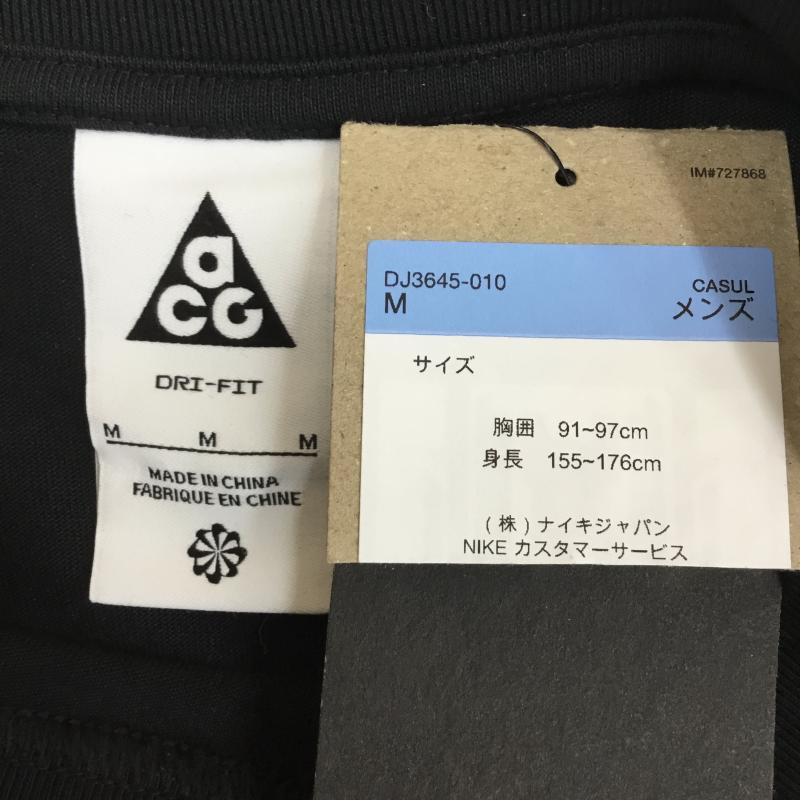 aCG
DRI-FIT
M M M
MADE IN CHINA
FABRIQUE EN CHINE
IM#727868
DJ3645-010 CASUL
M メンズ
サイズ
胸囲 91~97cm
身長 155~176cm
(株)ナイキジャパン
NIKE カスタマーサービス